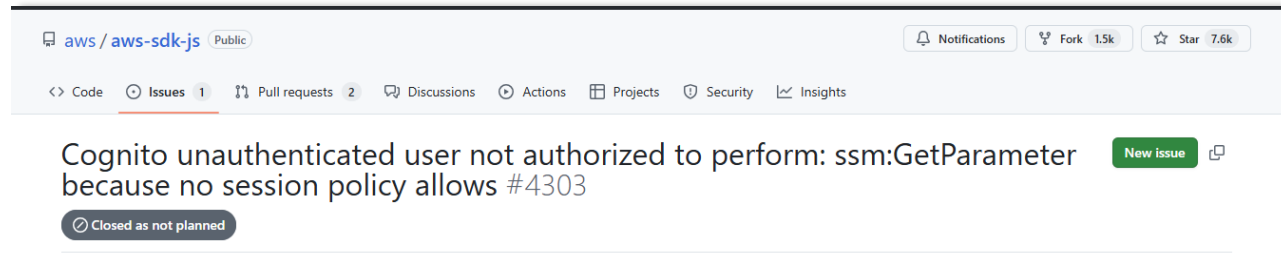 aws / aws-sdk-js Public Notifications Fork 1.5k Star 7.6k
<> Code Issues 1 Pull requests 2 Discussions Actions Projects Security Insights
Cognito unauthenticated user not authorized to perform: ssm:GetParameter New issue
because no session policy allows #4303
Closed as not planned